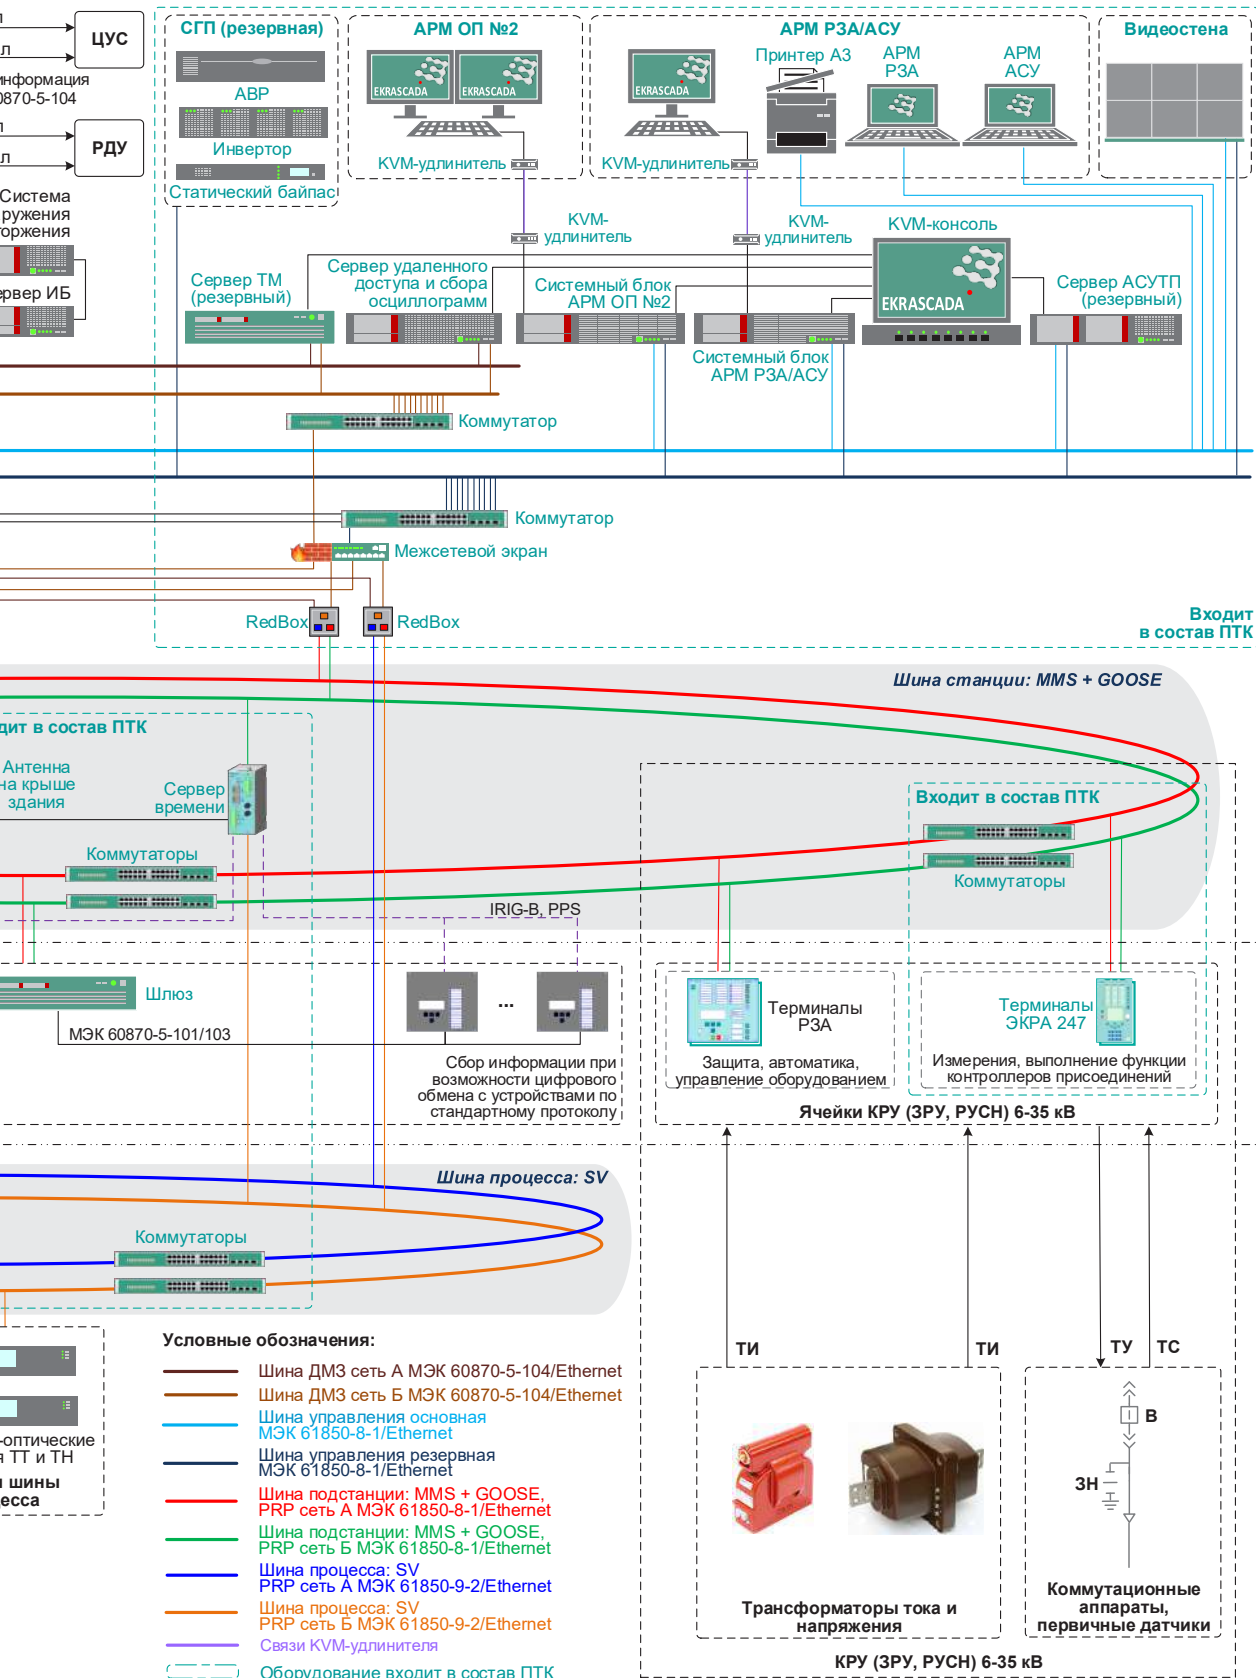 ЦУС
РДУ
СГП (резервная)
АВР
Инвертор
Статический байпас
АРМ ОП №2
EKRASCADA
EKRASCADA
KVM-удлинитель
АРМ РЗА/АСУ
EKRASCADA
Принтер А3
АРМ
РЗА
АРМ
АСУ
KVM-удлинитель
Видеостена
информация
0870-5-104
Система
KVM-
удлинитель
KVM-
удлинитель
KVM-консоль
EKRASCADA
Сервер ТМ
(резервный)
Сервер удаленного
доступа и сбора
осциллограмм
Системный блок
АРМ ОП №2
Сервер АСУТП
(резервный)
Системный блок
АРМ РЗА/АСУ
Коммутатор
Коммутатор
Межсетевой экран
RedBox
RedBox
Входит
в состав ПТК
Шина станции: MMS + GOOSE
в состав ПТК
Антенна
на крыше
здания
Сервер
времени
Коммутаторы
Входит в состав ПТК
Коммутаторы
IRIG-B, PPS
Шлюз
МЭК 60870-5-101/103
...
Сбор информации при
возможности цифрового
обмена с устройствами по
стандартному протоколу
Терминалы
РЗА
Защита, автоматика,
управление оборудованием
Терминалы
ЭКРА 247
Измерения, выполнение функции
контроллеров присоединений
Ячейки КРУ (ЗРУ, РУСН) 6-35 кВ
Шина процесса: SV
Коммутаторы
-оптические
ТТ и ТН
шины
Условные обозначения:
Шина ДМЗ сеть А МЭК 60870-5-104/Ethernet
Шина ДМЗ сеть Б МЭК 60870-5-104/Ethernet
Шина управления основная
МЭК 61850-8-1/Ethernet
Шина управления резервная
МЭК 61850-8-1/Ethernet
Шина подстанции: MMS + GOOSE,
PRP сеть А МЭК 61850-8-1/Ethernet
Шина подстанции: MMS + GOOSE,
PRP сеть Б МЭК 61850-8-1/Ethernet
Шина процесса: SV
PRP сеть А МЭК 61850-9-2/Ethernet
Шина процесса: SV
PRP сеть Б МЭК 61850-9-2/Ethernet
Связи KVM-удлинителя
Оборудование входит в состав ПТК
ТИ
ТИ
ТУ
ТС
В
ЗН
Трансформаторы тока и
напряжения
Коммутационные
аппараты,
первичные датчики
КРУ (ЗРУ, РУСН) 6-35 кВ